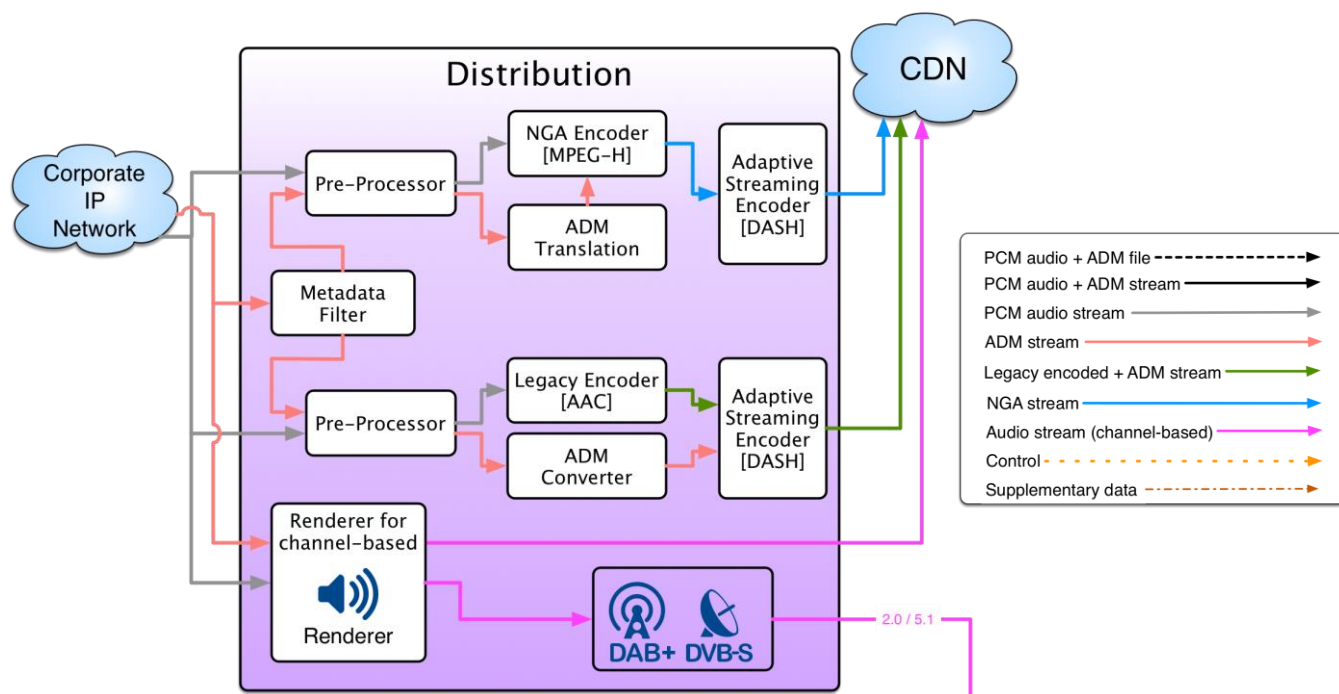 Distribution
CDN
Corporate
IP
Network
Pre-Processor
NGA Encoder
[MPEG-H]
ADM
Translation
Adaptive
Streaming
Encoder
[DASH]
Metadata
Filter
Pre-Processor
Legacy Encoder
[AAC]
ADM
Converter
Adaptive
Streaming
Encoder
[DASH]
Renderer for
channel-based
Renderer
DAB+
DVB-S
2.0 / 5.1
PCM audio + ADM file
PCM audio + ADM stream
PCM audio stream
ADM stream
Legacy encoded + ADM stream
NGA stream
Audio stream (channel-based)
Control
Supplementary data